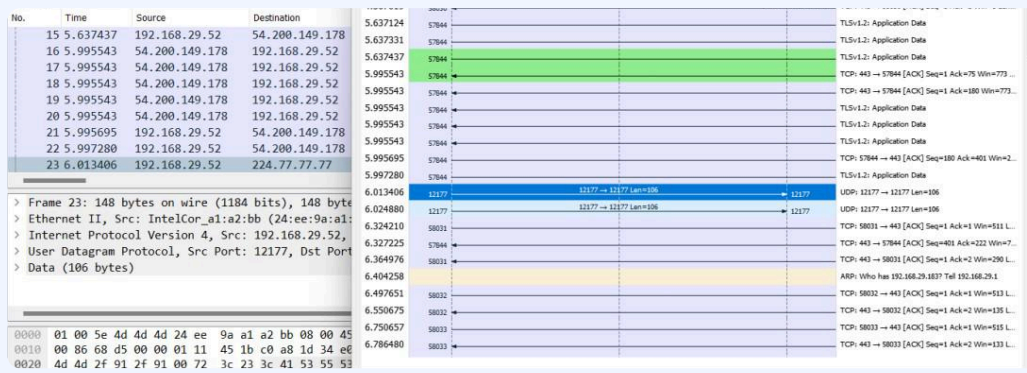 No. Time Source Destination
15 5.637437 192.168.29.52 54.200.149.178
16 5.995543 54.200.149.178 192.168.29.52
17 5.995543 54.200.149.178 192.168.29.52
18 5.995543 54.200.149.178 192.168.29.52
19 5.995543 54.200.149.178 192.168.29.52
20 5.995543 54.200.149.178 192.168.29.52
21 5.995695 192.168.29.52 54.200.149.178
22 5.997280 192.168.29.52 54.200.149.178
23 6.013406 192.168.29.52 224.77.77.77
> Frame 23: 148 bytes on wire (1184 bits), 148 byte
> Ethernet II, Src: IntelCor_a1:a2:bb (24:ee:9a:a1:
> Internet Protocol Version 4, Src: 192.168.29.52,
> User Datagram Protocol, Src Port: 12177, Dst Port
> Data (106 bytes)
0000 01 00 5e 4d 4d 4d 24 ee 9a a1 a2 bb 08 00 45
0010 00 86 68 d5 00 00 01 11 45 1b c0 a8 1d 34 e0
0020 4d 4d 2f 91 2f 91 00 72 3c 23 3c 41 53 55 53
5.637124 57844 TLSv1.2: Application Data
5.637331 57844 TLSv1.2: Application Data
5.637437 57844 TLSv1.2: Application Data
5.995543 57844 TCP: 443 → 57844 [ACK] Seq=1 Ack=75 Win=773 ...
5.995543 57844 TCP: 443 → 57844 [ACK] Seq=1 Ack=180 Win=773...
5.995543 57844 TLSv1.2: Application Data
5.995543 57844 TLSv1.2: Application Data
5.995543 57844 TLSv1.2: Application Data
5.995695 57844 TCP: 57844 → 443 [ACK] Seq=180 Ack=401 Win=2...
5.997280 57844 TLSv1.2: Application Data
6.013406 12177 12177 → 12177 Len=106 12177 UDP: 12177 → 12177 Len=106
6.024880 12177 12177 → 12177 Len=106 12177 UDP: 12177 → 12177 Len=106
6.324210 58031 TCP: 58031 → 443 [ACK] Seq=1 Ack=1 Win=511 L...
6.327225 57844 TCP: 443 → 57844 [ACK] Seq=401 Ack=222 Win=7...
6.364976 58031 TCP: 443 → 58031 [ACK] Seq=1 Ack=2 Win=290 L...
6.404258 ARP: Who has 192.168.29.183? Tell 192.168.29.1
6.497651 58032 TCP: 58032 → 443 [ACK] Seq=1 Ack=1 Win=513 L...
6.550675 58032 TCP: 443 → 58032 [ACK] Seq=1 Ack=2 Win=135 L...
6.750657 58033 TCP: 58033 → 443 [ACK] Seq=1 Ack=1 Win=515 L...
6.786480 58033 TCP: 443 → 58033 [ACK] Seq=1 Ack=2 Win=133 L...